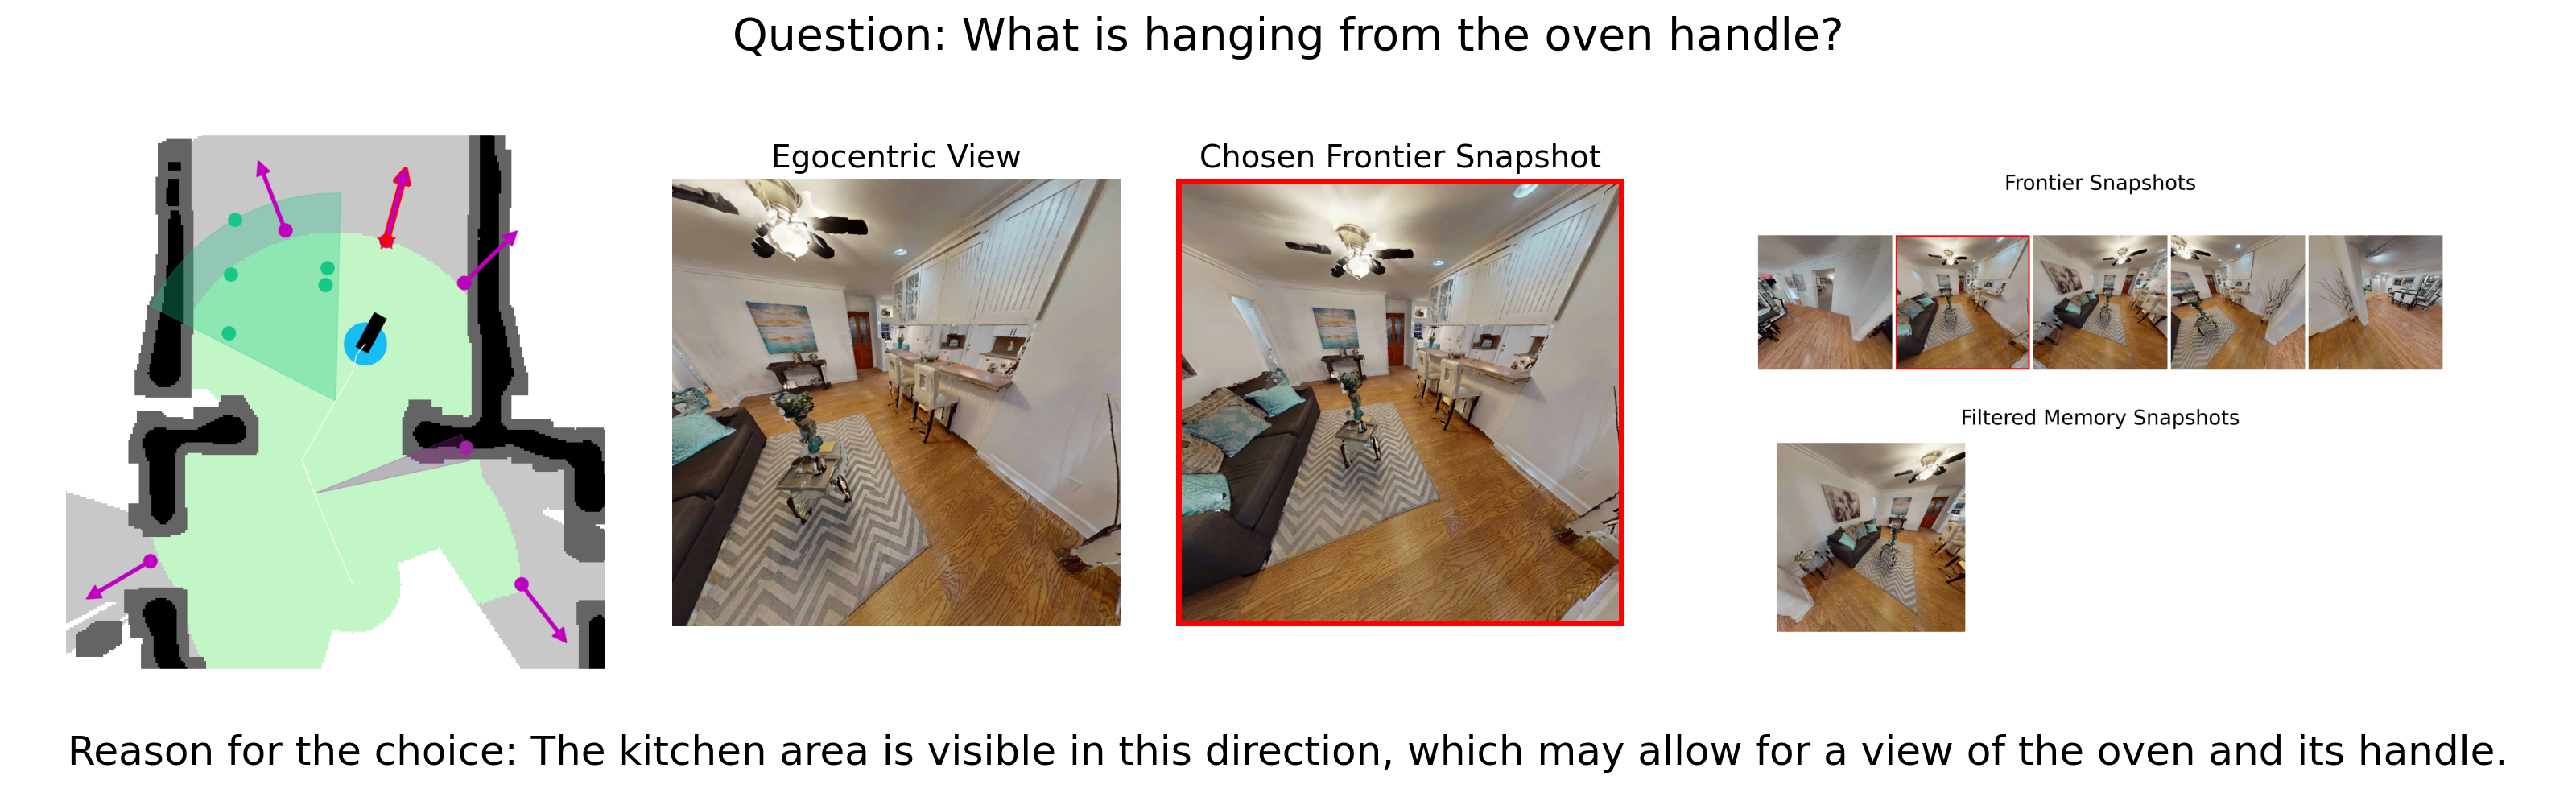 Question: What is hanging from the oven handle?
Egocentric View
Chosen Frontier Snapshot
Frontier Snapshots
Filtered Memory Snapshots
Reason for the choice: The kitchen area is visible in this direction, which may allow for a view of the oven and its handle.